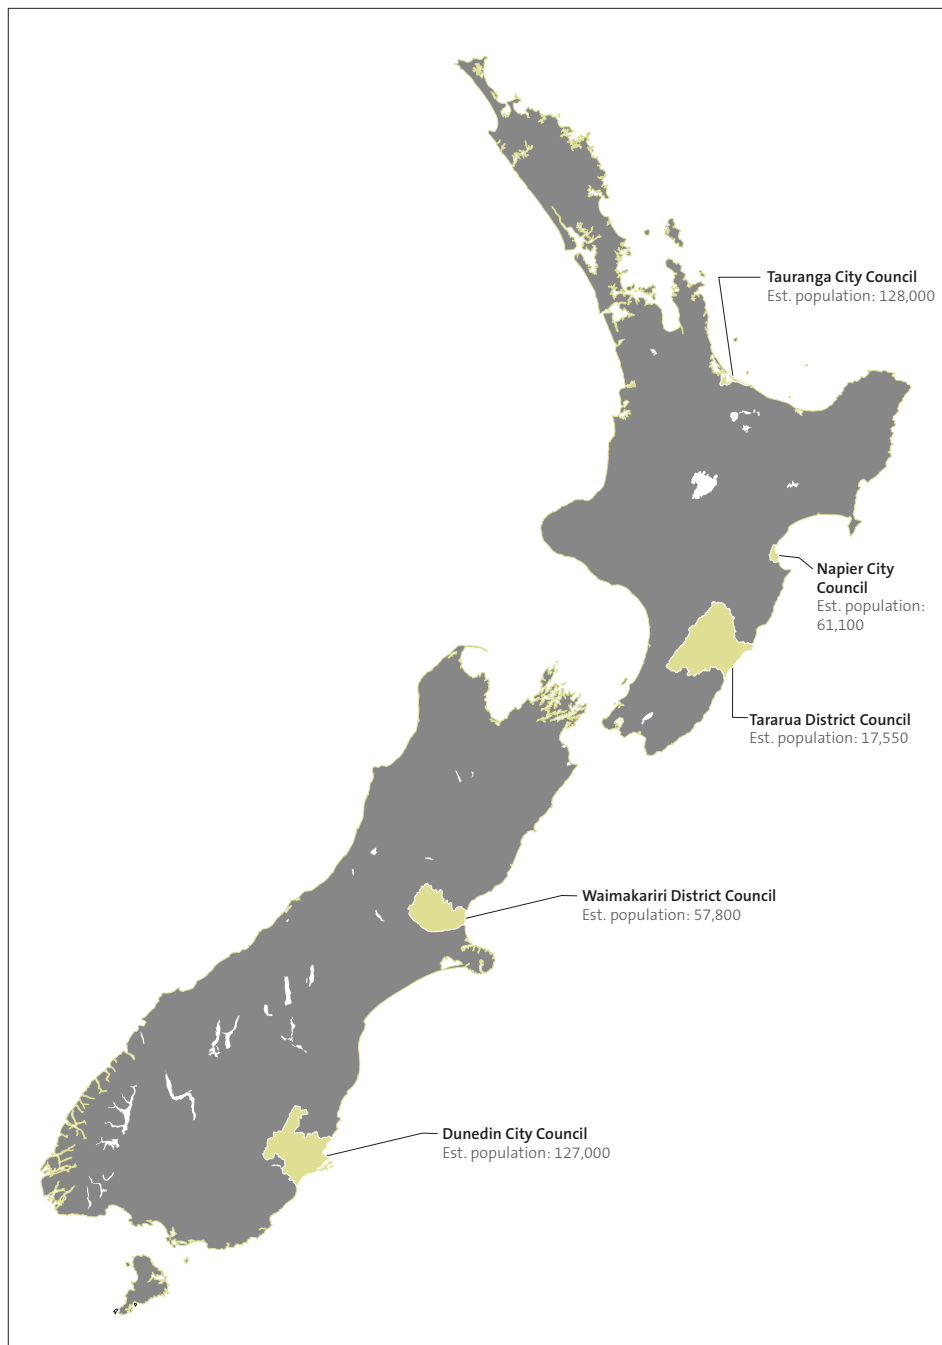 Tauranga City Council
Est. population: 128,000
Napier City
Council
Est. population:
61,100
Tararua District Council
Est. population: 17,550
Waimakariri District Council
Est. population: 57,800
Dunedin City Council
Est. population: 127,000